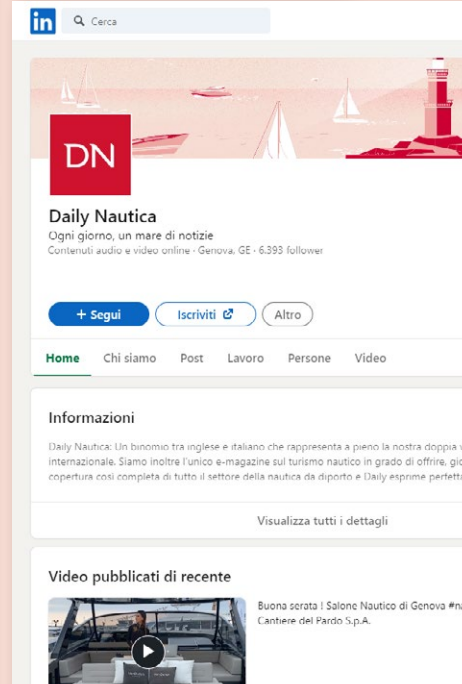 in
Cerca
DN
Daily Nautica
Ogni giorno, un mare di notizie
Contenuti audio e video online · Genova, GE · 6.393 follower
+ Segui
Iscriviti
Altro
Home Chi siamo Post Lavoro Persone Video
Informazioni
Daily Nautica: Un binomio tra inglese e italiano che rappresenta a pieno la nostra doppia v
internazionale. Siamo inoltre l'unico e-magazine sul turismo nautico in grado di offrire, gio
copertura così completa di tutto il settore della nautica da diporto e Daily esprime perfetta
Visualizza tutti i dettagli
Video pubblicati di recente
Buona serata ! Salone Nautico di Genova #na
Cantiere del Pardo S.p.A.